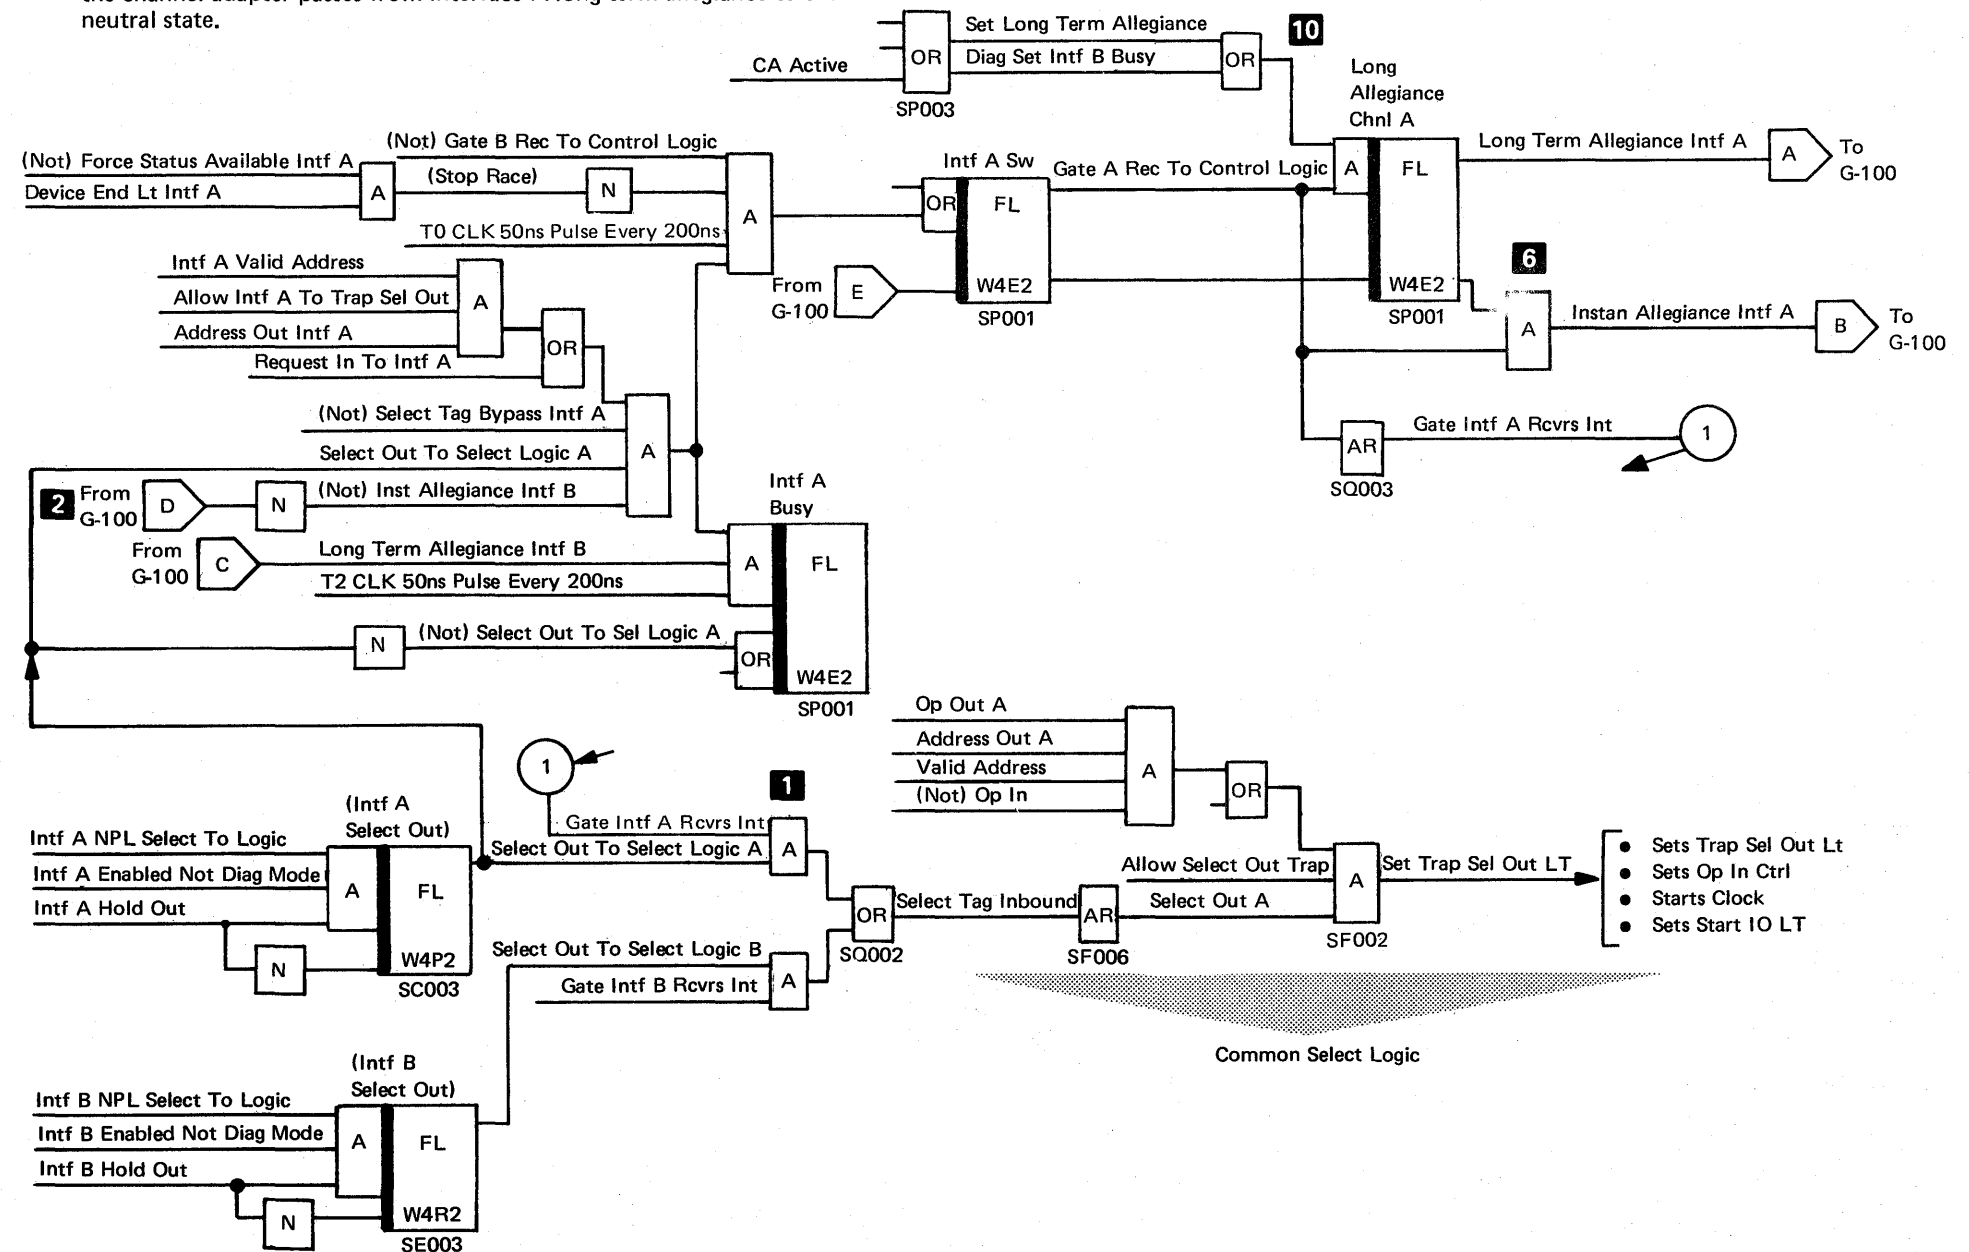 neutral state.
10
Set Long Term Allegiance
OR
Diag Set Intf B Busy
OR
CA Active
SP003
Long
Allegiance
Chnl A
(Not) Gate B Rec To Control Logic
(Not) Force Status Available Intf A
(Stop Race)
A
N
Device End Lt Intf A
A
T0 CLK 50ns Pulse Every 200ns
Intf A Sw
Gate A Rec To Control Logic
OR
FL
W4E2
SP001
A
FL
W4E2
SP001
Long Term Allegiance Intf A
A
To
G-100
Intf A Valid Address
Allow Intf A To Trap Sel Out
A
Address Out Intf A
Request In To Intf A
OR
From
G-100
E
6
A
Instan Allegiance Intf A
B
To
G-100
(Not) Select Tag Bypass Intf A
Select Out To Select Logic A
A
2
From
G-100
D
N
(Not) Inst Allegiance Intf B
AR
Gate Intf A Rcvrs Int
1
SQ003
Intf A
Busy
From
G-100
C
Long Term Allegiance Intf B
A
FL
T2 CLK 50ns Pulse Every 200ns
N
(Not) Select Out To Sel Logic A
OR
W4E2
SP001
Op Out A
Address Out A
Valid Address
A
(Not) Op In
OR
1
1
(Intf A
Select Out)
Gate Intf A Rcvrs Int
Intf A NPL Select To Logic
Select Out To Select Logic A
A
Intf A Enabled Not Diag Mode
A
FL
Intf A Hold Out
N
W4P2
SC003
OR
SQ002
Select Tag Inbound
AR
SF006
Allow Select Out Trap
Select Out A
A
SF002
Set Trap Sel Out LT
Sets Trap Sel Out Lt
Sets Op In Ctrl
Starts Clock
Sets Start IO LT
Select Out To Select Logic B
A
Gate Intf B Rcvrs Int
Common Select Logic
(Intf B
Select Out)
Intf B NPL Select To Logic
Intf B Enabled Not Diag Mode
A
FL
Intf B Hold Out
N
W4R2
SE003